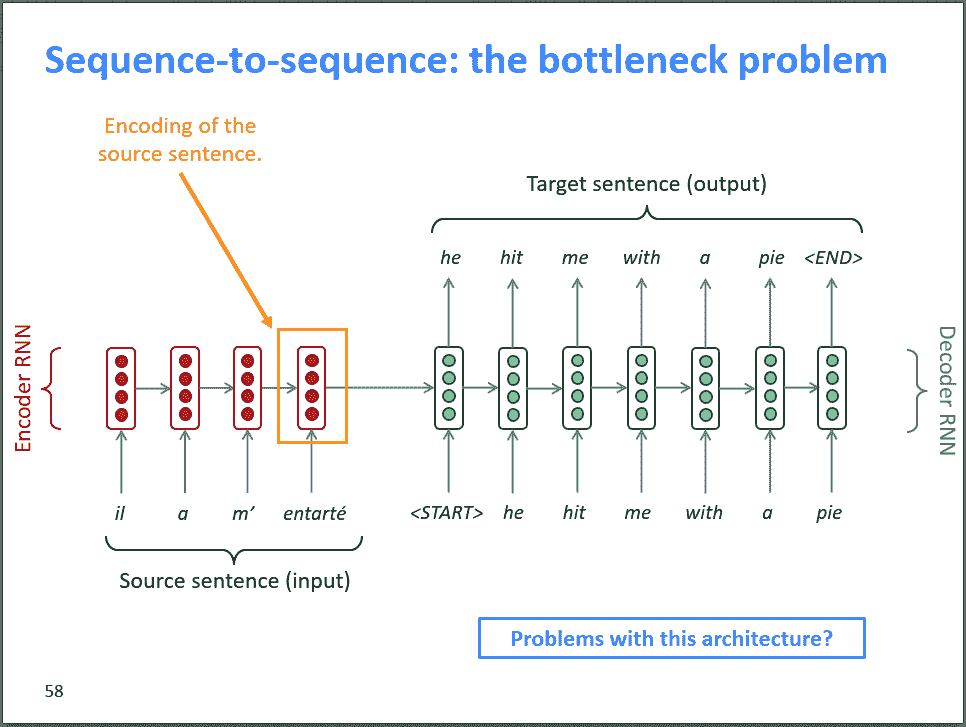 Sequence-to-sequence: the bottleneck problem
Encoding of the
source sentence.
Target sentence (output)
he hit me with a pie <END>
Encoder RNN
Decoder RNN
il a m’ entarté
<START> he hit me with a pie
Source sentence (input)
Problems with this architecture?
58